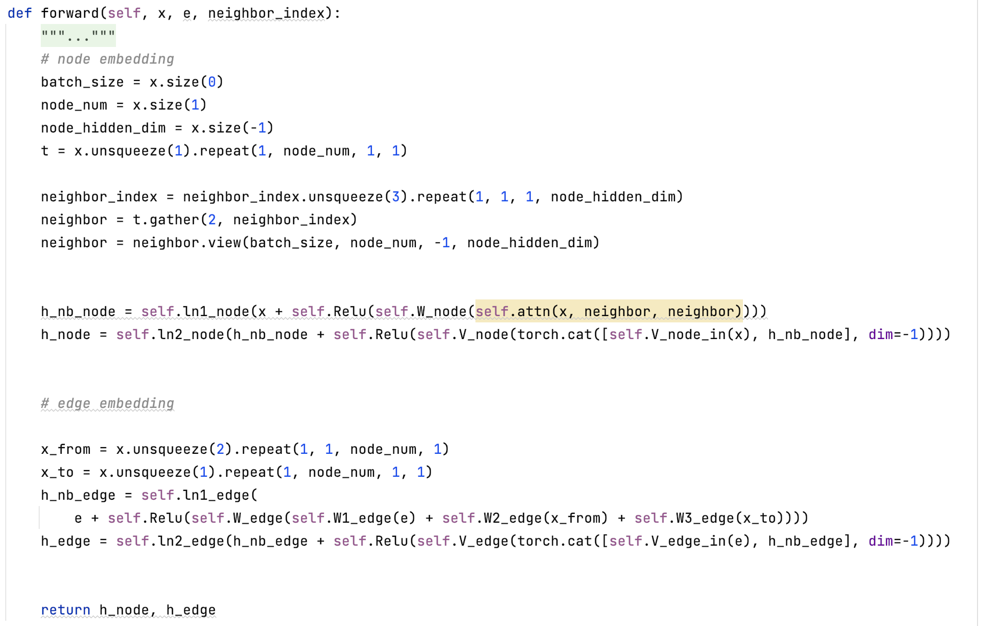 def forward(self, x, e, neighbor_index):
    """..."""
    # node embedding
    batch_size = x.size(0)
    node_num = x.size(1)
    node_hidden_dim = x.size(-1)
    t = x.unsqueeze(1).repeat(1, node_num, 1, 1)
    neighbor_index = neighbor_index.unsqueeze(3).repeat(1, 1, 1, node_hidden_dim)
    neighbor = t.gather(2, neighbor_index)
    neighbor = neighbor.view(batch_size, node_num, -1, node_hidden_dim)
    h_nb_node = self.ln1_node(x + self.Relu(self.W_node(self.attn(x, neighbor, neighbor))))
    h_node = self.ln2_node(h_nb_node + self.Relu(self.V_node(torch.cat([self.V_node_in(x), h_nb_node], dim=-1))))
    # edge embedding
    x_from = x.unsqueeze(2).repeat(1, 1, node_num, 1)
    x_to = x.unsqueeze(1).repeat(1, node_num, 1, 1)
    h_nb_edge = self.ln1_edge(
        e + self.Relu(self.W_edge(self.W1_edge(e) + self.W2_edge(x_from) + self.W3_edge(x_to))))
    h_edge = self.ln2_edge(h_nb_edge + self.Relu(self.V_edge(torch.cat([self.V_edge_in(e), h_nb_edge], dim=-1))))
    return h_node, h_edge